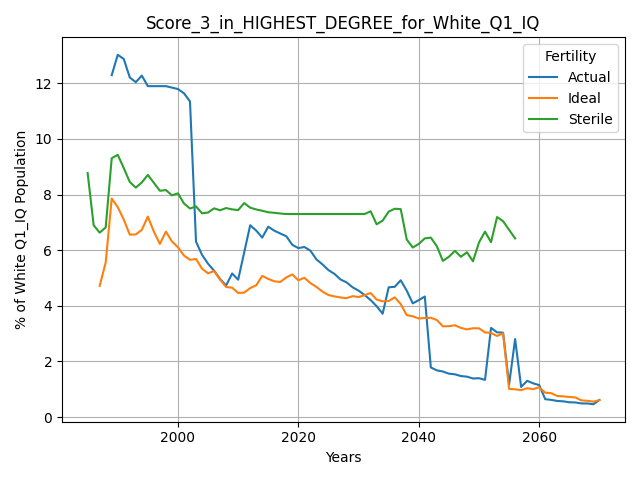 Score_3_in_HIGHEST_DEGREE_for_White_Q1_IQ
Fertility
Actual
Ideal
Sterile
% of White Q1_IQ Population
12
10
8
6
4
2
0
2000
2020
2040
2060
Years